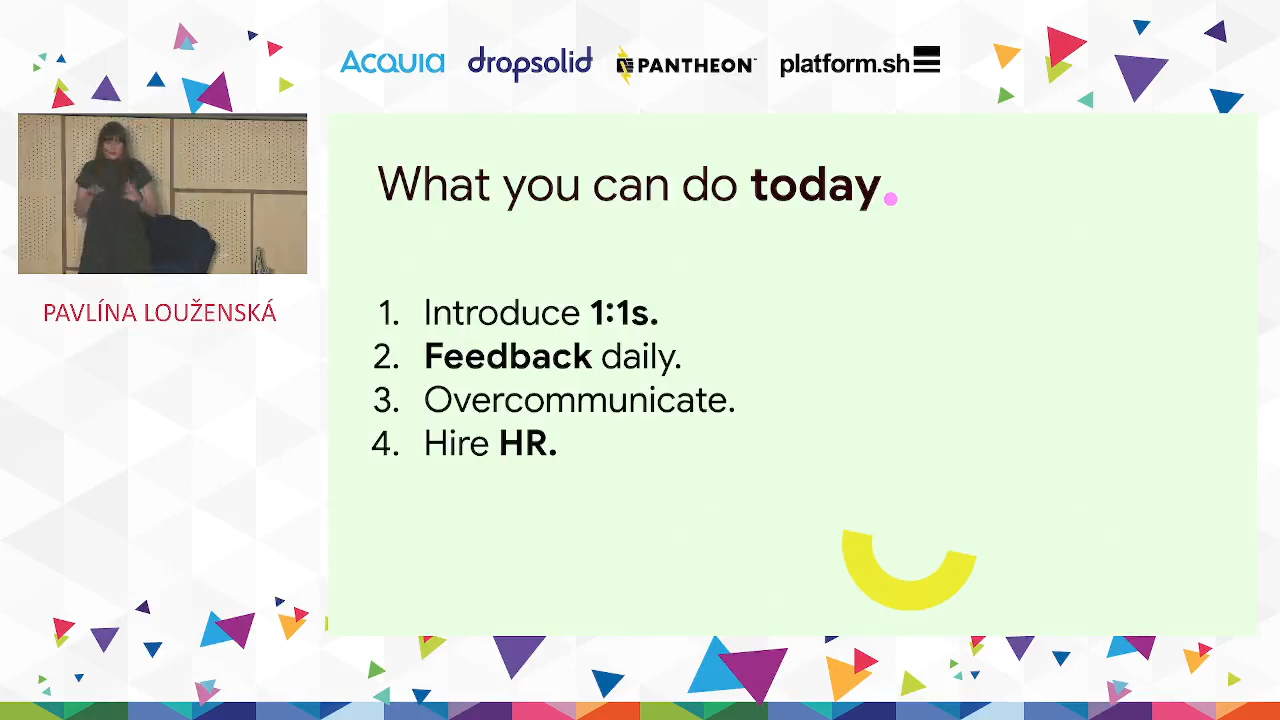 Acquia
dropsolid
PANTHEON
platform.sh
PAVLÍNA LOUŽENSKÁ
What you can do today.
1. Introduce 1:1s.
2. Feedback daily.
3. Overcommunicate.
4. Hire HR.